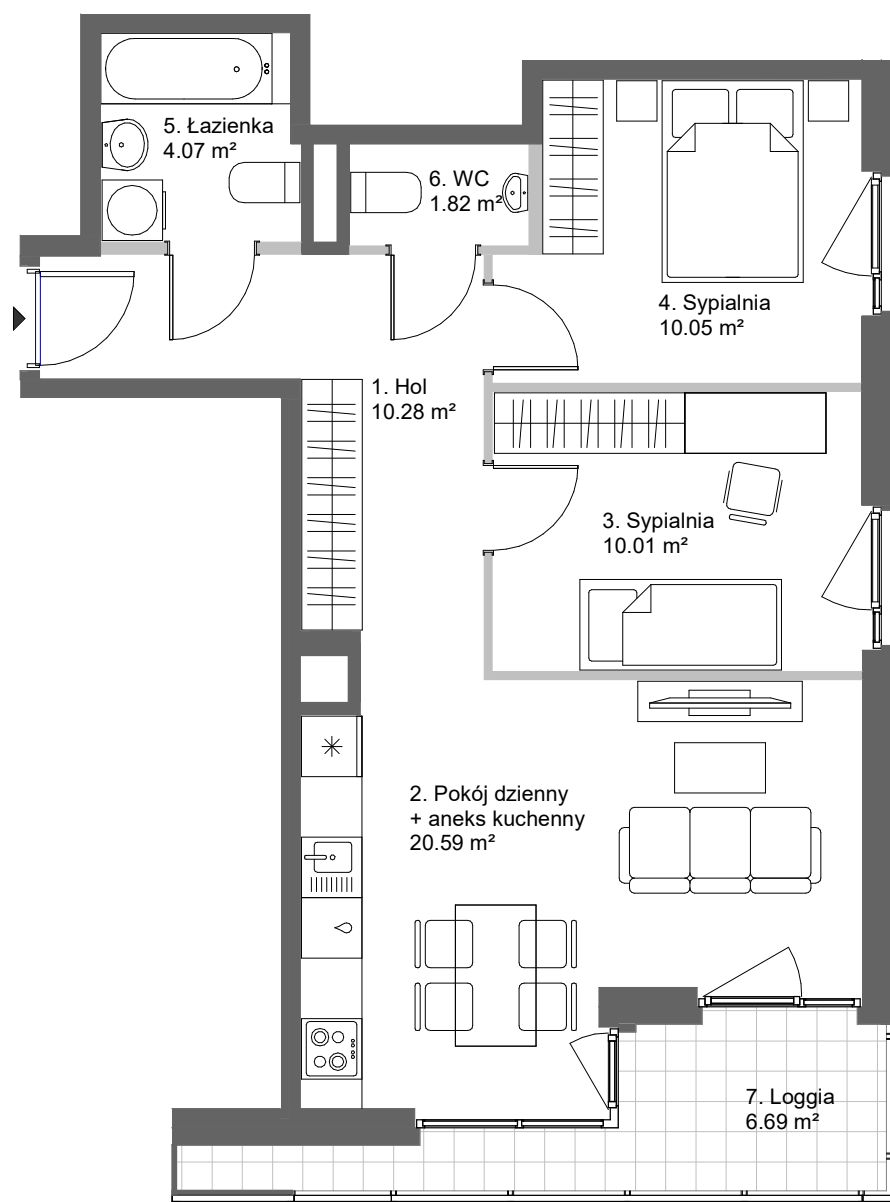 5. Łazienka
4.07 m²
6. WC
1.82 m²
4. Sypialnia
10.05 m²
1. Hol
10.28 m²
3. Sypialnia
10.01 m²
2. Pokój dzienny
+ aneks kuchenny
20.59 m²
7. Loggia
6.69 m²